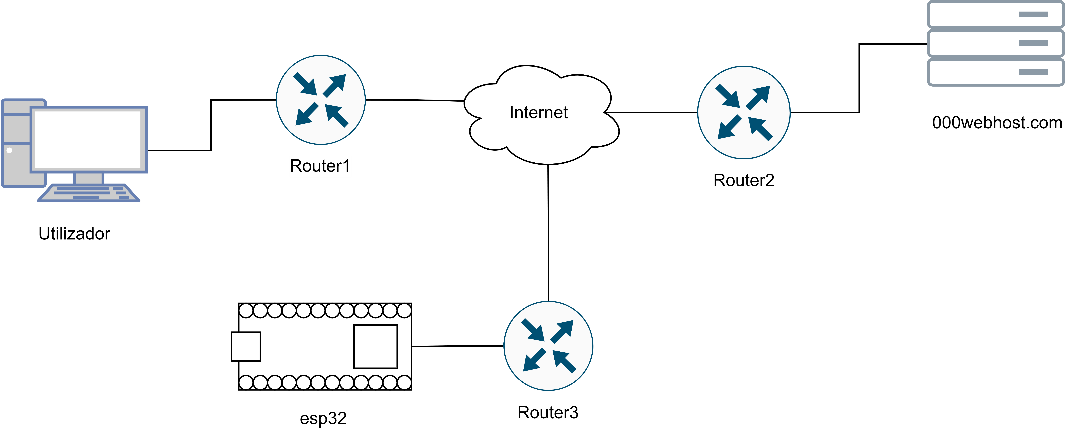 Internet
000webhost.com
Router1
Router2
Utilizador
esp32
Router3